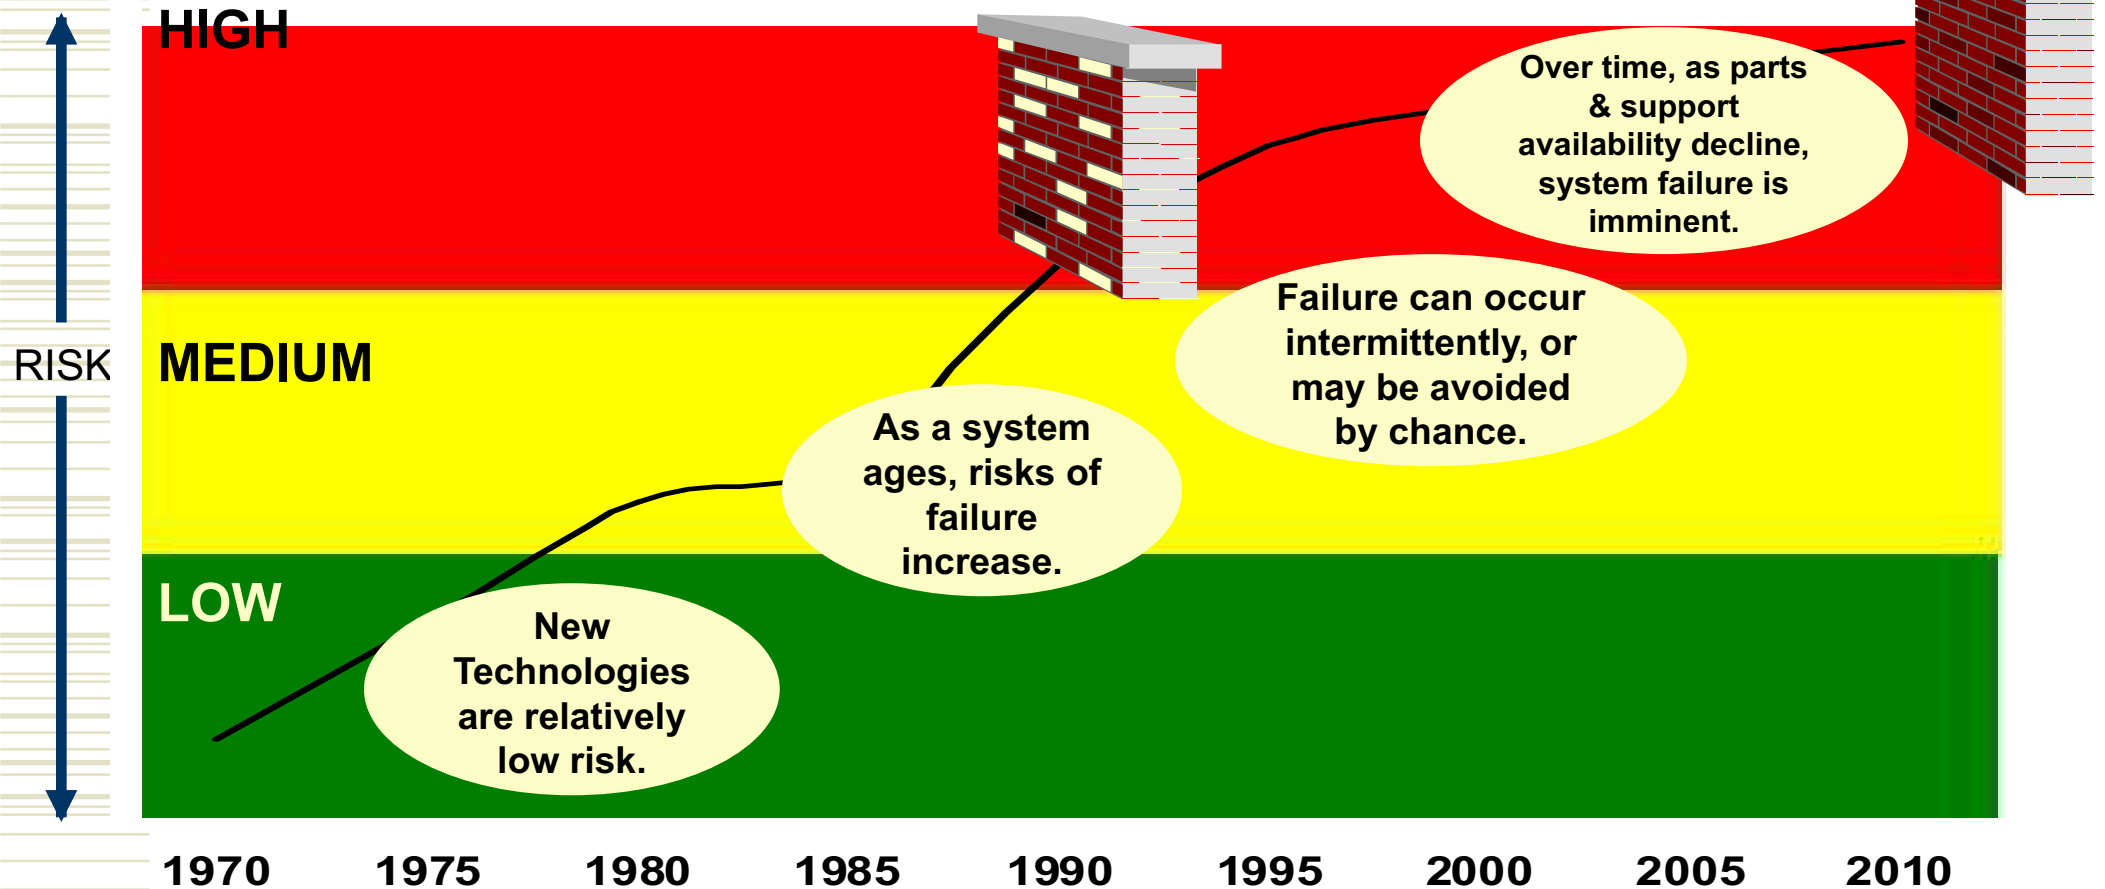 HIGH
Over time, as parts
& support
availability decline,
system failure is
imminent.
Failure can occur
intermittently, or
may be avoided
by chance.
RISK
MEDIUM
As a system
ages, risks of
failure
increase.
LOW
New
Technologies
are relatively
low risk.
1970 1975 1980 1985 1990 1995 2000 2005 2010